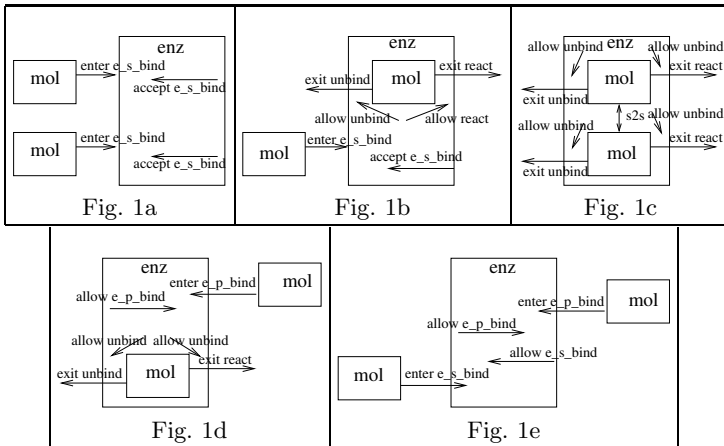 enz
mol
enter e_s_bind
accept e_s_bind
mol
enter e_s_bind
accept e_s_bind
Fig. 1a
enz
mol
exit react
exit unbind
allow unbind
allow react
mol
enter e_s_bind
accept e_s_bind
Fig. 1b
allow unbind
enz
allow unbind
mol
exit react
exit unbind
s2s
allow unbind
allow unbind
mol
exit react
exit unbind
Fig. 1c
enz
mol
enter e_p_bind
allow e_p_bind
allow unbind
allow unbind
mol
exit react
exit unbind
Fig. 1d
enz
mol
enter e_p_bind
allow e_p_bind
allow e_s_bind
mol
enter e_s_bind
Fig. 1e